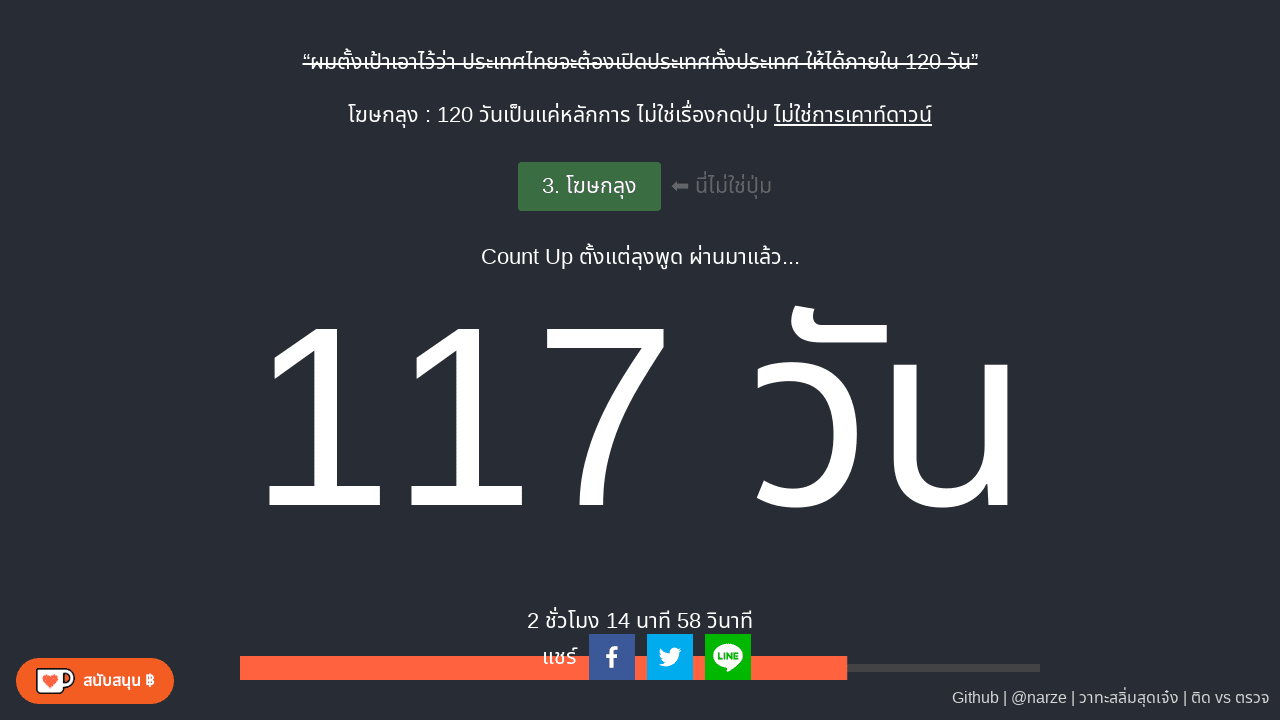 “ผมตั้งเป้าเอาไว้ว่า ประเทศไทยจะต้องเปิดประเทศทั้งประเทศ ให้ได้ภายใน 120 วัน”
โฆษกลุง : 120 วันเป็นแค่หลักการ ไม่ใช่เรื่องกดปุ่ม ไม่ใช่การเคาท์ดาวน์
3. โฆษกลุง ⬅ นี่ไม่ใช่ปุ่ม
Count Up ตั้งแต่ลุงพูด ผ่านมาแล้ว...
117 วัน
2 ชั่วโมง 14 นาที 58 วินาที
แชร์
LINE
สนับสนุน ฿
Github | @narze | วาทะสลิ่มสุดเจ๋ง | ติด vs ตรวจ